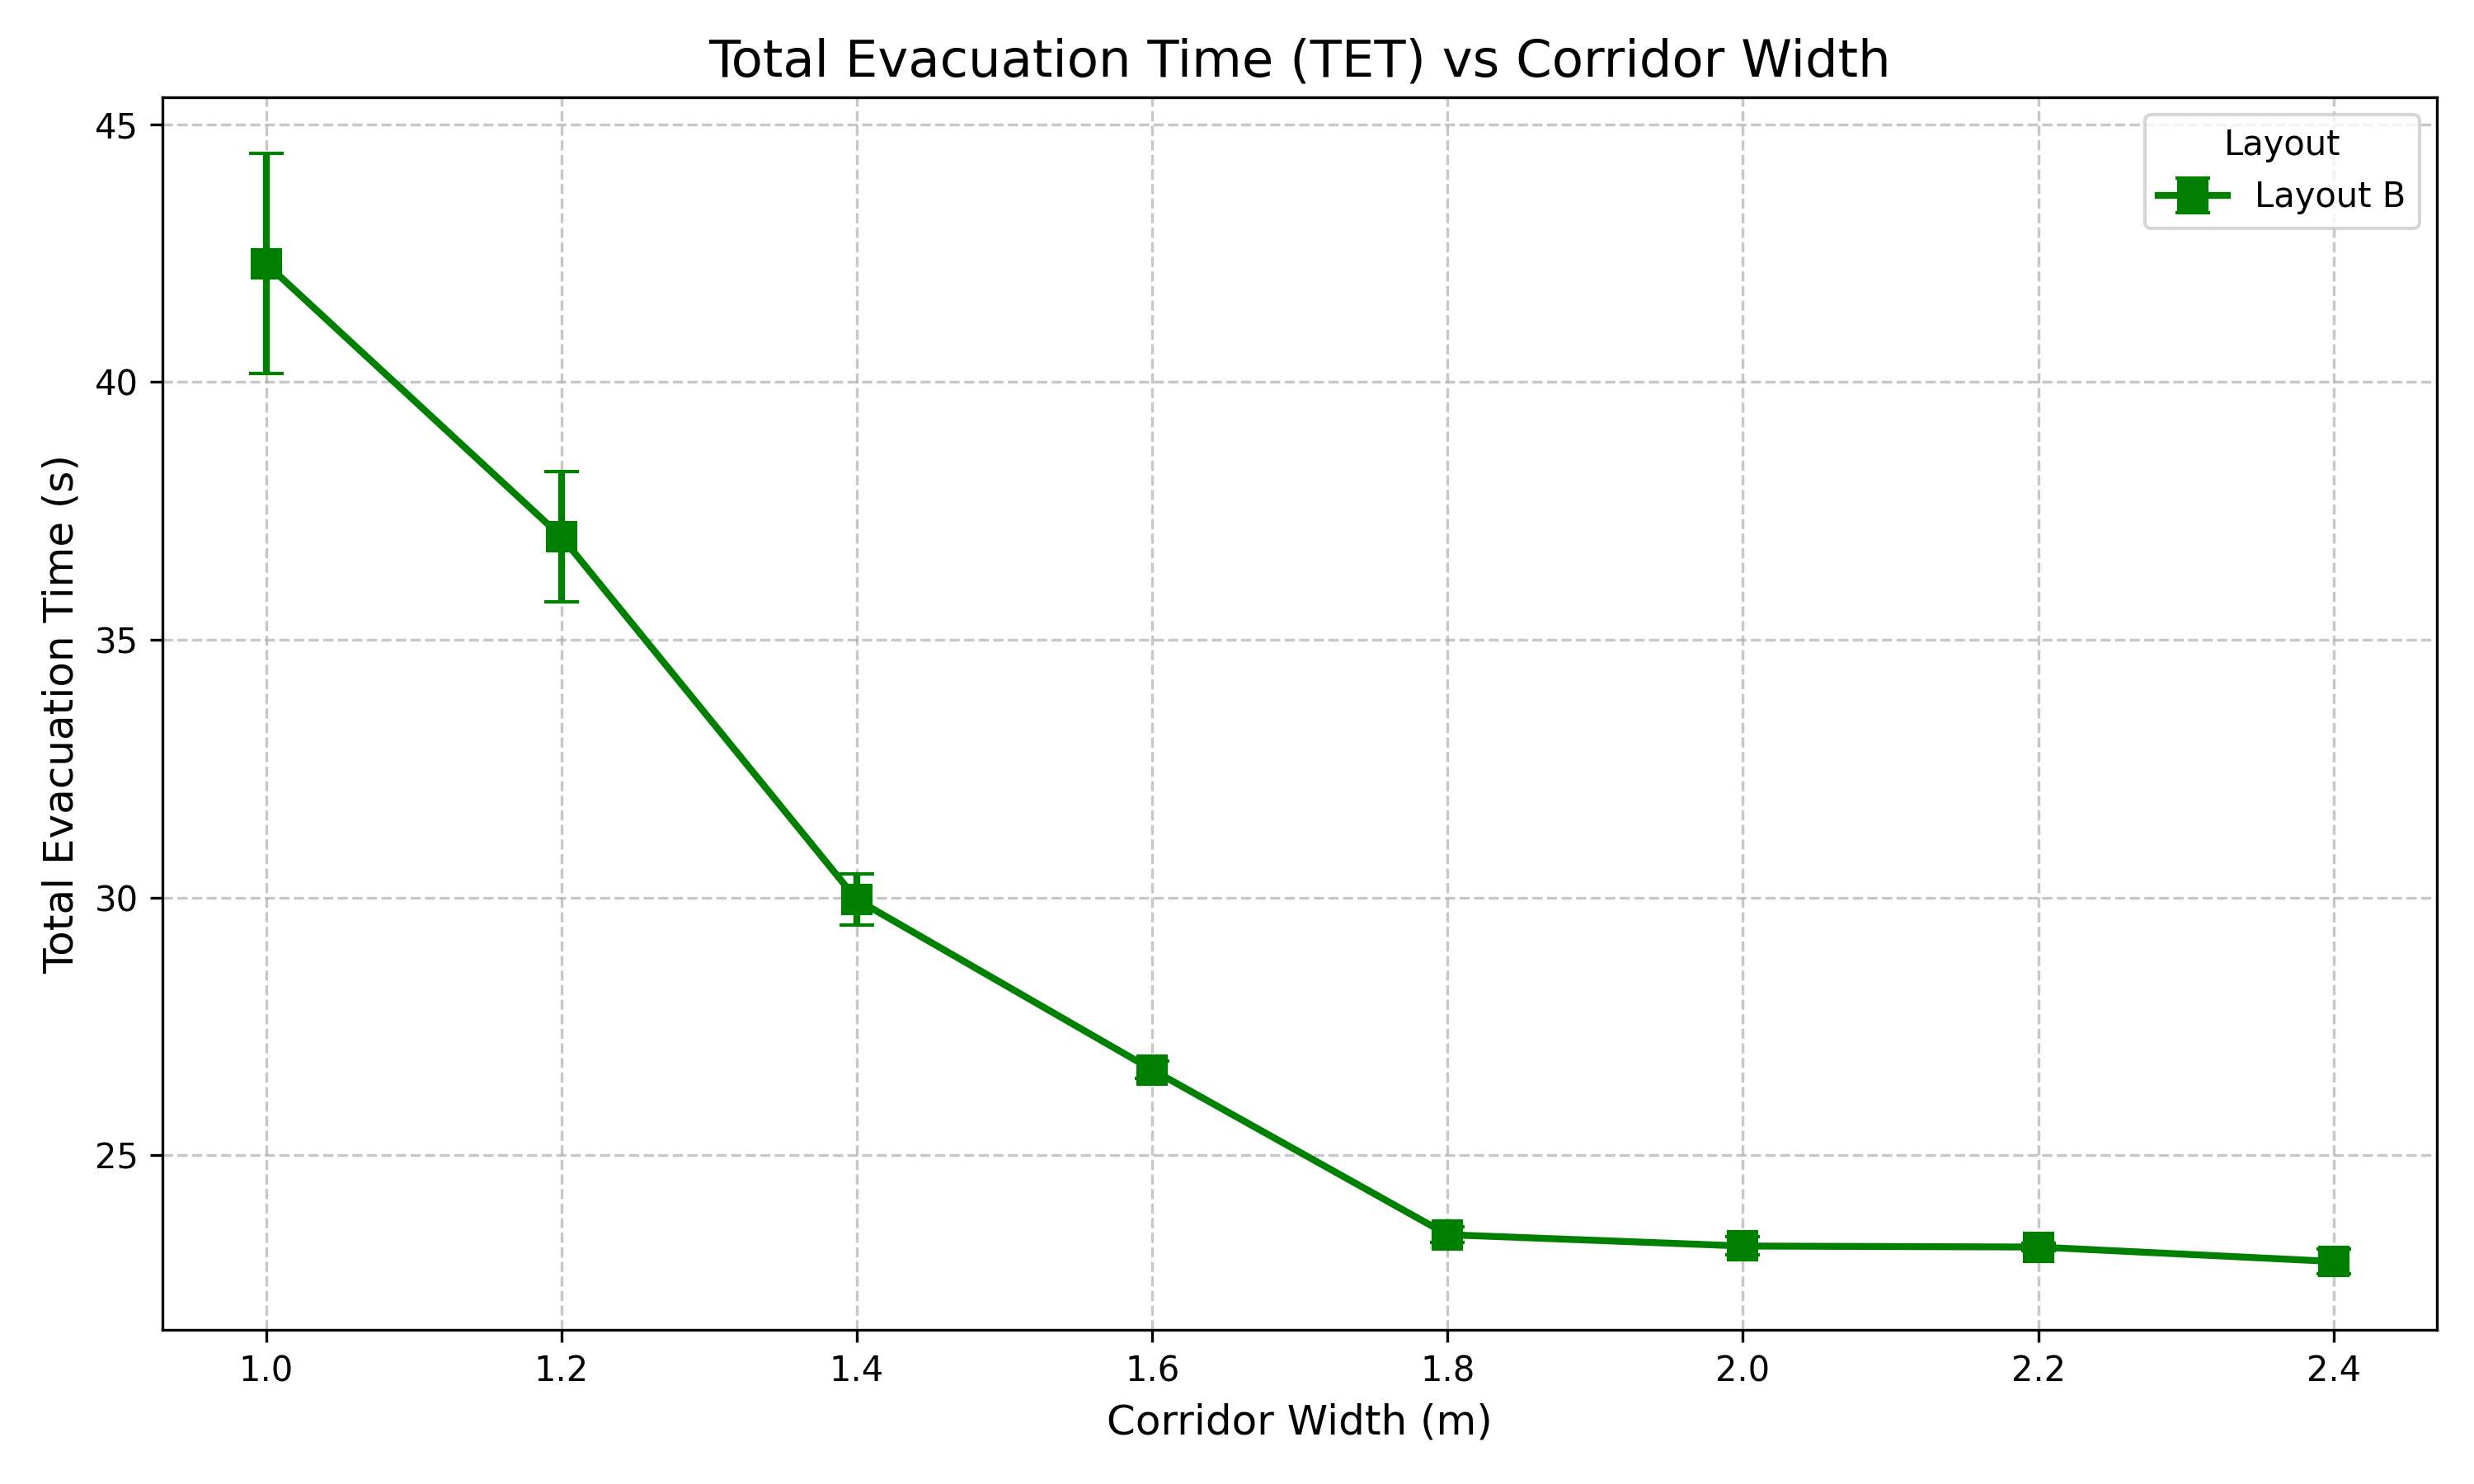 Total Evacuation Time (TET) vs Corridor Width
Layout
Layout B
Total Evacuation Time (s)
45
40
35
30
25
1.0 1.2 1.4 1.6 1.8 2.0 2.2 2.4
Corridor Width (m)